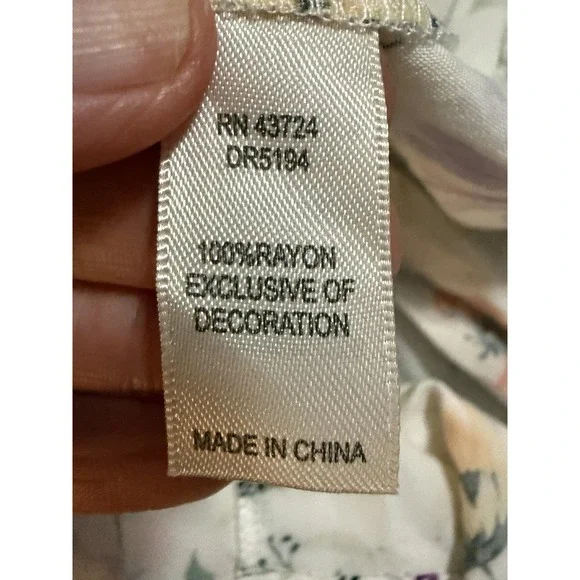 RN 43724
DR5194
100%RAYON
EXCLUSIVE OF
DECORATION
MADE IN CHINA